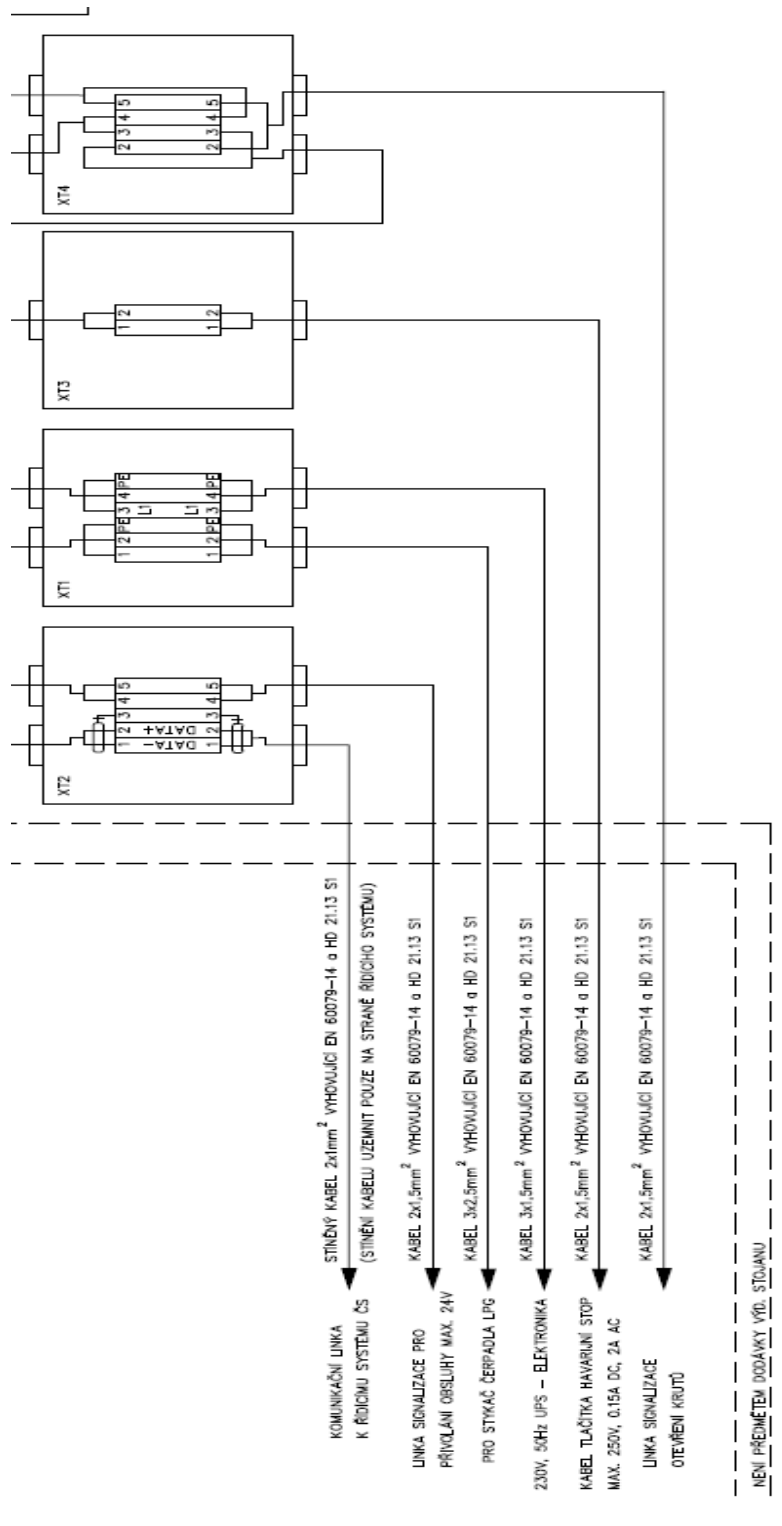 XT4
2 3 4 5
2 3 4 5
XT3
1 2
1 2
XT1
1 2 PE 3 4 PE
L1
L1
1 2 PE 3 4 PE
XT2
1 2 3 4 5
DATA- DATA+
1 2 3 4 5
STÍNĚNÝ KABEL 2x1mm² VYHOVUJÍCÍ EN 60079-14 a HD 21.13 S1
(STÍNĚNÍ KABELU UZEMNIT POUZE NA STRANĚ ŘÍDICÍHO SYSTÉMU)
KABEL 2x1,5mm² VYHOVUJÍCÍ EN 60079-14 a HD 21.13 S1
KABEL 3x2,5mm² VYHOVUJÍCÍ EN 60079-14 a HD 21.13 S1
KABEL 3x1,5mm² VYHOVUJÍCÍ EN 60079-14 a HD 21.13 S1
KABEL 2x1,5mm² VYHOVUJÍCÍ EN 60079-14 a HD 21.13 S1
KABEL 2x1,5mm² VYHOVUJÍCÍ EN 60079-14 a HD 21.13 S1
KOMUNIKAČNÍ LINKA
K ŘÍDICÍMU SYSTÉMU ČS
LINKA SIGNALIZACE PRO
PŘIVOLÁNÍ OBSLUHY MAX. 24V
PRO STYKAČ ČERPADLA LPG
230V, 50Hz UPS - ELEKTRONIKA
KABEL TLAČÍTKA HAVARIJNÍ STOP
MAX. 250V, 0.15A DC, 2A AC
LINKA SIGNALIZACE
OTEVŘENÍ KRUTŮ
NENÍ PŘEDMĚTEM DODÁVKY VÝD. STOJANU